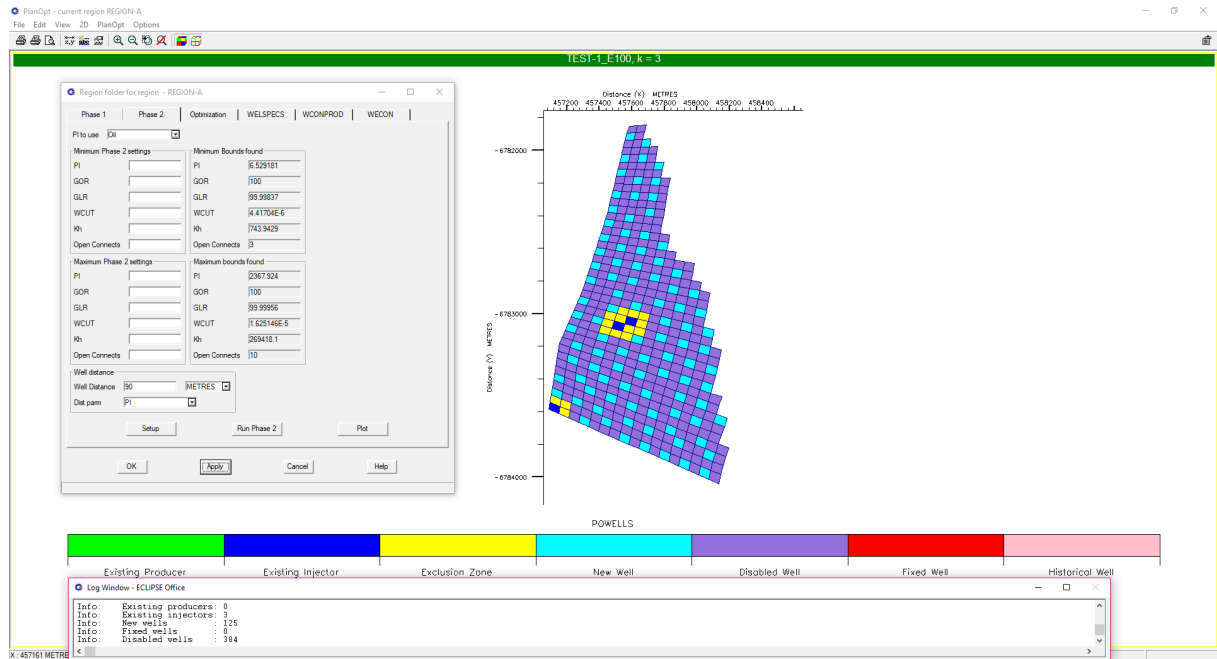 PlanOpt - current region REGION-A
File Edit View 2D PlanOpt Options
TEST-1_E100, k = 3
Region folder for region - REGION-A
Phase 1 Phase 2 Optimization WELSPECS WCONPROD WECON
PI to use Oil
Minimum Phase 2 settings Minimum Bounds found
PI PI 6.529181
GOR GOR 100
GLR GLR 99.99837
WCUT WCUT 4.41704E-6
Kh Kh 743.9429
Open Connects Open Connects 3
Maximum Phase 2 settings Maximum bounds found
PI PI 2367.924
GOR GOR 100
GLR GLR 99.99956
WCUT WCUT 1.625146E-5
Kh Kh 269418.1
Open Connects Open Connects 10
Well distance
Well Distance 90 METRES
Dist parm PI
Setup Run Phase 2 Plot
OK Apply Cancel Help
Distance (X) METRES
457200 457400 457600 457800 458000 458200 458400
-6782000
-6783000
-6784000
Distance (Y) METRES
POWELLS
Existing Producer Existing Injector Exclusion Zone New Well Disabled Well Fixed Well Historical Well
Log Window - ECLIPSE Office
Info: Existing producers: 0
Info: Existing injectors: 3
Info: New wells : 125
Info: Fixed wells : 0
Info: Disabled wells : 384
X : 457161 METRE